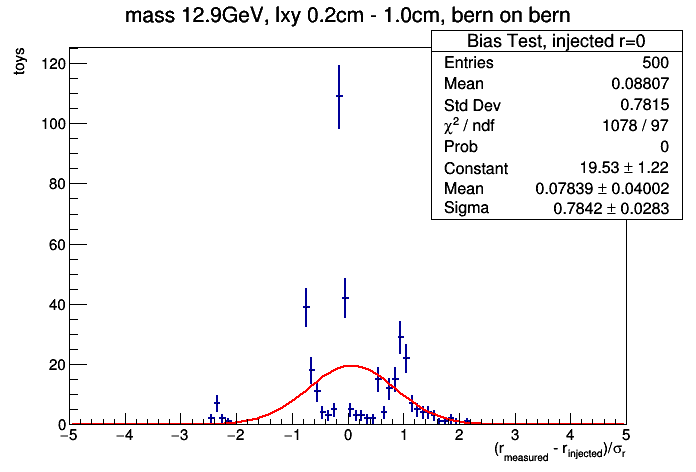 mass 12.9GeV, lxy 0.2cm - 1.0cm, bern on bern
Bias Test, injected r=0
Entries 500
Mean 0.08807
Std Dev 0.7815
χ² / ndf 1078 / 97
Prob 0
Constant 19.53 ± 1.22
Mean 0.07839 ± 0.04002
Sigma 0.7842 ± 0.0283
toys
120
100
80
60
40
20
0
−5 −4 −3 −2 −1 0 1 2 3 4 5
(r_measured - r_injected)/σ_r